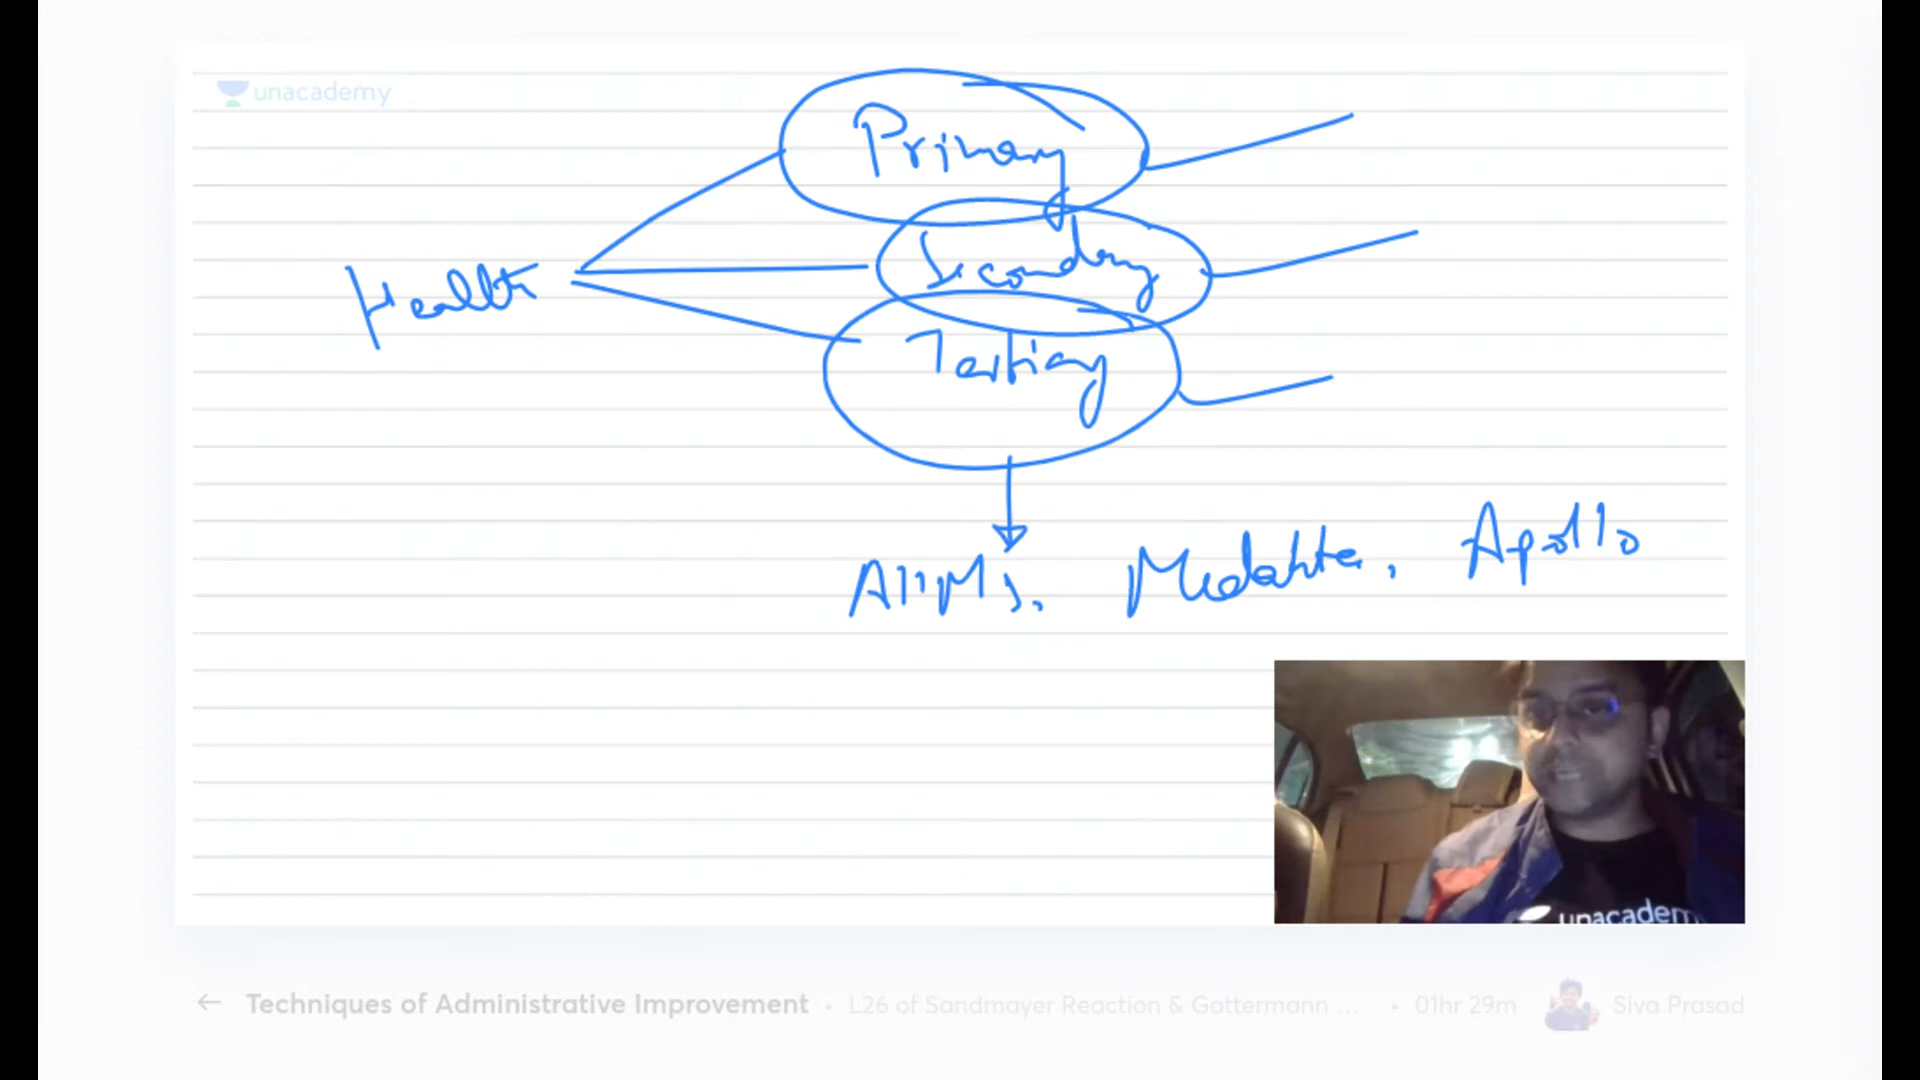 unacademy
Primary
Secondary
Health
Tertiary
AIIMS, Medahta, Apollo
unacadem
← Techniques of Administrative Improvement • L26 of Sandmayer Reaction & Gattermann ... • 01hr 29m Siva Prasad